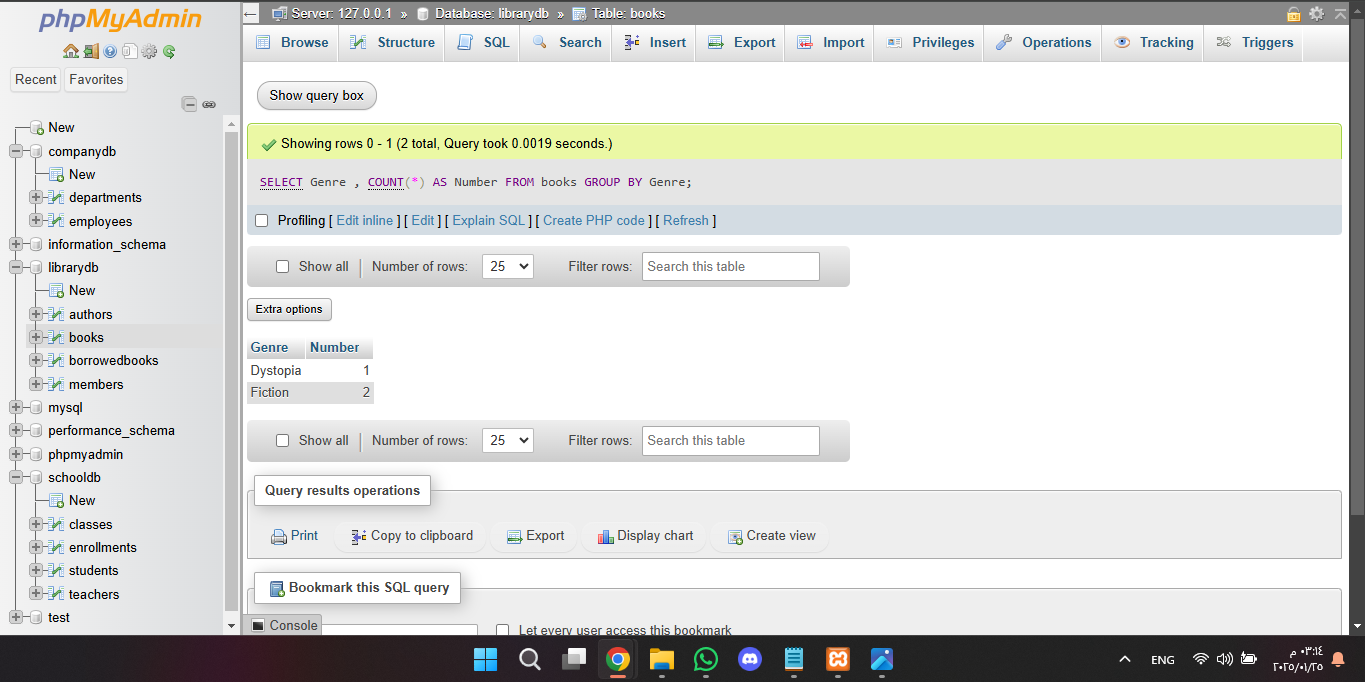 phpMyAdmin
Recent Favorites
New
companydb
New
departments
employees
information_schema
librarydb
New
authors
books
borrowedbooks
members
mysql
performance_schema
phpmyadmin
schooldb
New
classes
enrollments
students
teachers
test
Server: 127.0.0.1 » Database: librarydb » Table: books
Browse Structure SQL Search Insert Export Import Privileges Operations Tracking Triggers
Show query box
Showing rows 0 - 1 (2 total, Query took 0.0019 seconds.)
SELECT Genre , COUNT(*) AS Number FROM books GROUP BY Genre;
Profiling [ Edit inline ] [ Edit ] [ Explain SQL ] [ Create PHP code ] [ Refresh ]
Show all | Number of rows: 25 Filter rows: Search this table
Extra options
Genre Number
Dystopia 1
Fiction 2
Show all | Number of rows: 25 Filter rows: Search this table
Query results operations
Print Copy to clipboard Export Display chart Create view
Bookmark this SQL query
Console
Let every user access this bookmark
ENG
٠٣:١٤ م
٢٠٢٥/٠١/٢٥